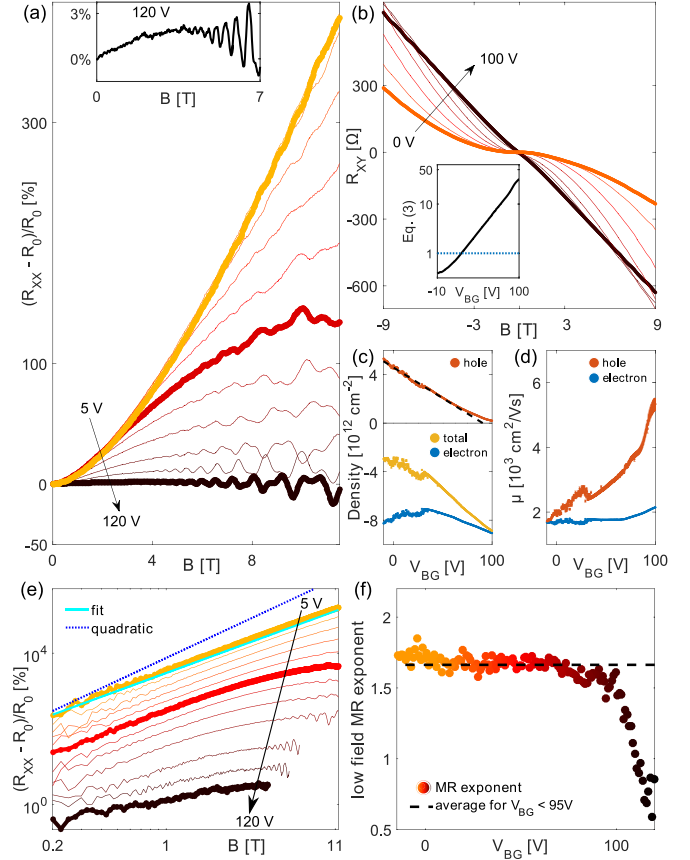 (a)
120 V
3%
0%
0
7
B [T]
300
200
100
0
-50
(R_XX - R_0)/R_0 [%]
5 V
120 V
0
4
8
B [T]
(b)
600
300
0
-300
-600
R_XY [Ω]
100 V
0 V
50
10
1
Eq. (3)
-10
V_BG [V]
100
-9
-3
3
9
B [T]
(c)
hole
5
0
total
electron
-4
-8
Density [10^12 cm^-2]
0
50
100
V_BG [V]
(d)
hole
electron
6
4
2
μ [10^3 cm^2/Vs]
0
50
100
V_BG [V]
(e)
fit
quadratic
5 V
10^4
10^0
(R_XX - R_0)/R_0 [%]
120 V
0.2
1
11
B [T]
(f)
2
1.5
1
0.5
low field MR exponent
MR exponent
average for V_BG < 95V
0
100
V_BG [V]